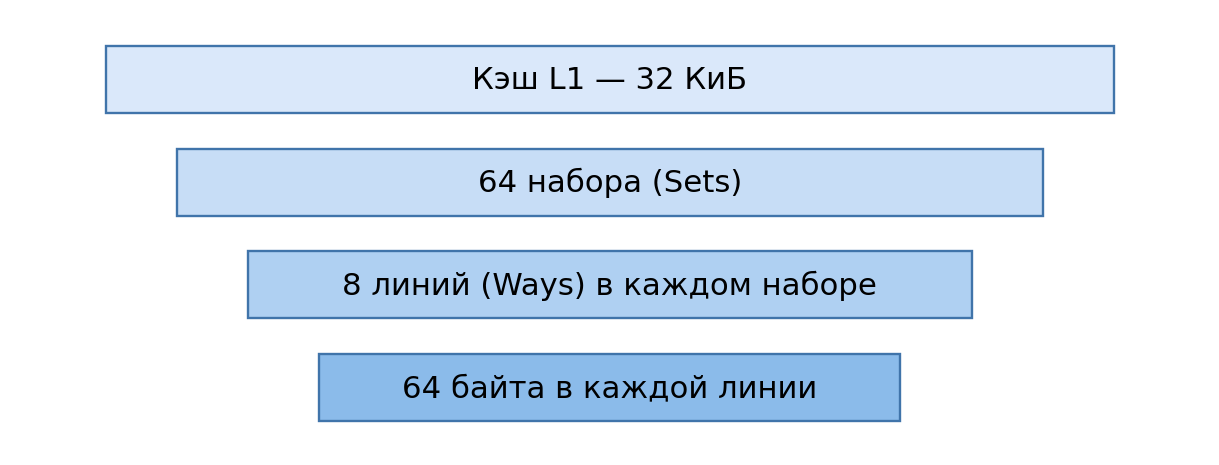 Кэш L1 — 32 КиБ
64 набора (Sets)
8 линий (Ways) в каждом наборе
64 байта в каждой линии